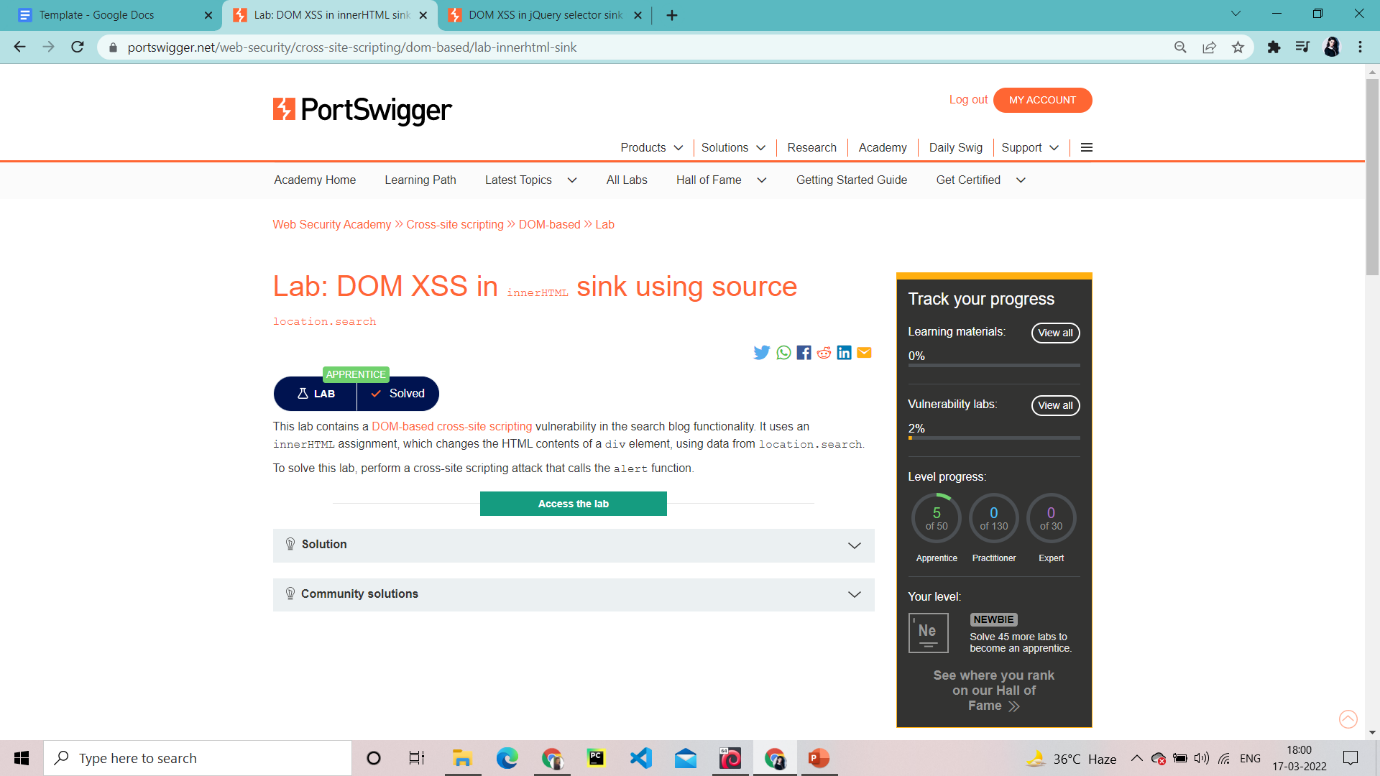 Template - Google Docs
Lab: DOM XSS in innerHTML sink
DOM XSS in jQuery selector sink
portswigger.net/web-security/cross-site-scripting/dom-based/lab-innerhtml-sink
PortSwigger
Log out MY ACCOUNT
Products Solutions Research Academy Daily Swig Support
Academy Home Learning Path Latest Topics All Labs Hall of Fame Getting Started Guide Get Certified
Web Security Academy » Cross-site scripting » DOM-based » Lab
Lab: DOM XSS in innerHTML sink using source
location.search
APPRENTICE
LAB Solved
This lab contains a DOM-based cross-site scripting vulnerability in the search blog functionality. It uses an
innerHTML assignment, which changes the HTML contents of a div element, using data from location.search.
To solve this lab, perform a cross-site scripting attack that calls the alert function.
Access the lab
Solution
Community solutions
Track your progress
Learning materials: View all
0%
Vulnerability labs: View all
2%
Level progress:
5 0 0
of 50 of 130 of 30
Apprentice Practitioner Expert
Your level:
Ne
NEWBIE
Solve 45 more labs to
become an apprentice.
See where you rank
on our Hall of
Fame »
Type here to search
PC
36°C Haze
ENG
18:00
17-03-2022